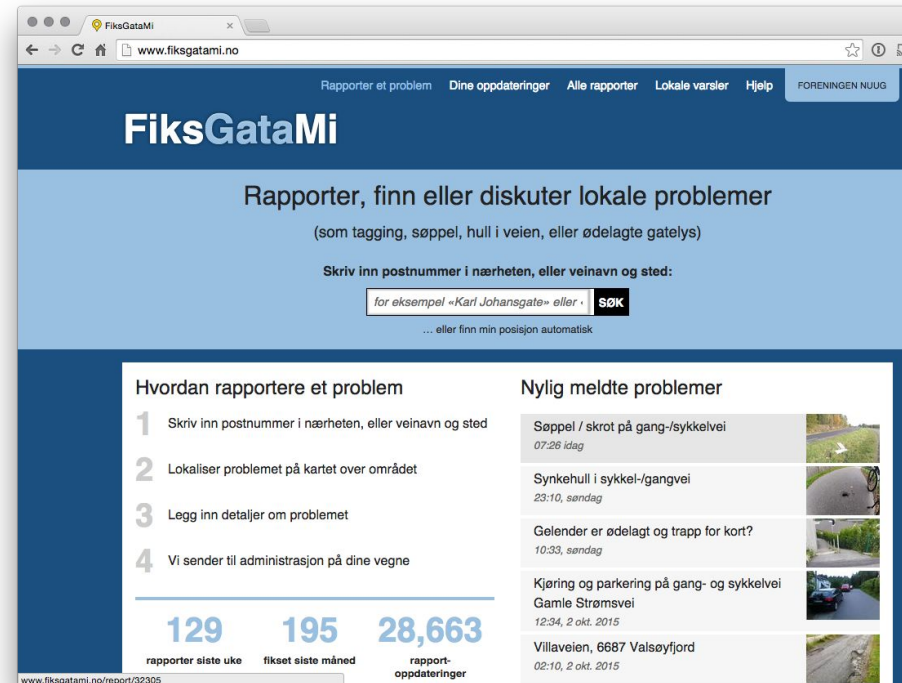 FiksGataMi
www.fiksgatami.no
Rapporter et problem Dine oppdateringer Alle rapporter Lokale varsler Hjelp FORENINGEN NUUG
FiksGataMi
Rapporter, finn eller diskuter lokale problemer
(som tagging, søppel, hull i veien, eller ødelagte gatelys)
Skriv inn postnummer i nærheten, eller veinavn og sted:
for eksempel «Karl Johansgate» eller ‹ SØK
… eller finn min posisjon automatisk
Hvordan rapportere et problem
1 Skriv inn postnummer i nærheten, eller veinavn og sted
2 Lokaliser problemet på kartet over området
3 Legg inn detaljer om problemet
4 Vi sender til administrasjon på dine vegne
129 195 28,663
rapporter siste uke fikset siste måned rapport-
oppdateringer
Nylig meldte problemer
Søppel / skrot på gang-/sykkelvei
07:26 idag
Synkehull i sykkel-/gangvei
23:10, søndag
Gelender er ødelagt og trapp for kort?
10:33, søndag
Kjøring og parkering på gang- og sykkelvei
Gamle Strømsvei
12:34, 2 okt. 2015
Villaveien, 6687 Valsøyfjord
02:10, 2 okt. 2015
www.fiksgatami.no/report/32305